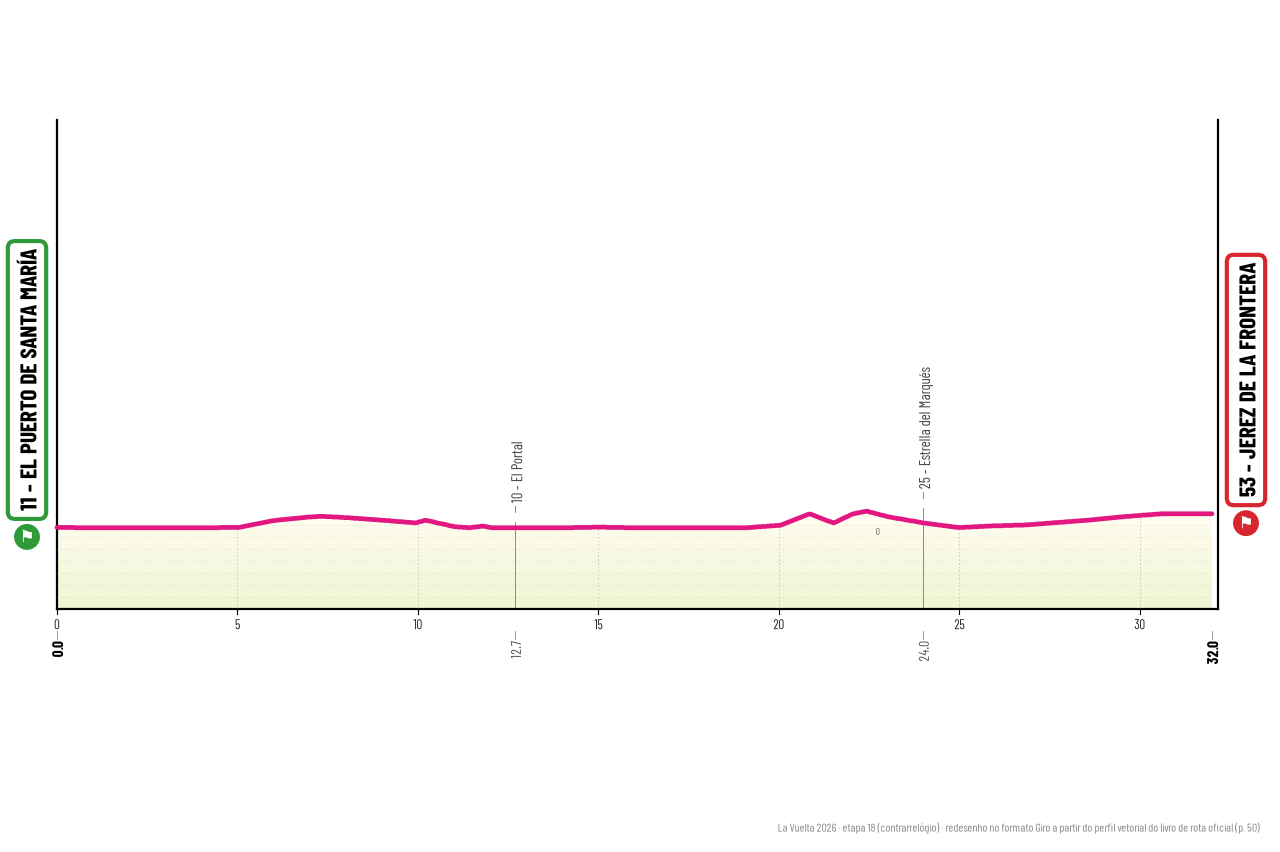 11 - EL PUERTO DE SANTA MARÍA
10 - El Portal
25 - Estrella del Marqués
53 - JEREZ DE LA FRONTERA
0
0 5 10 15 20 25 30
0.0 12.7 24.0 32.0
La Vuelta 2026 · etapa 18 (contrarrelógio) · redesenho no formato Giro a partir do perfil vetorial do livro de rota oficial (p. 50)